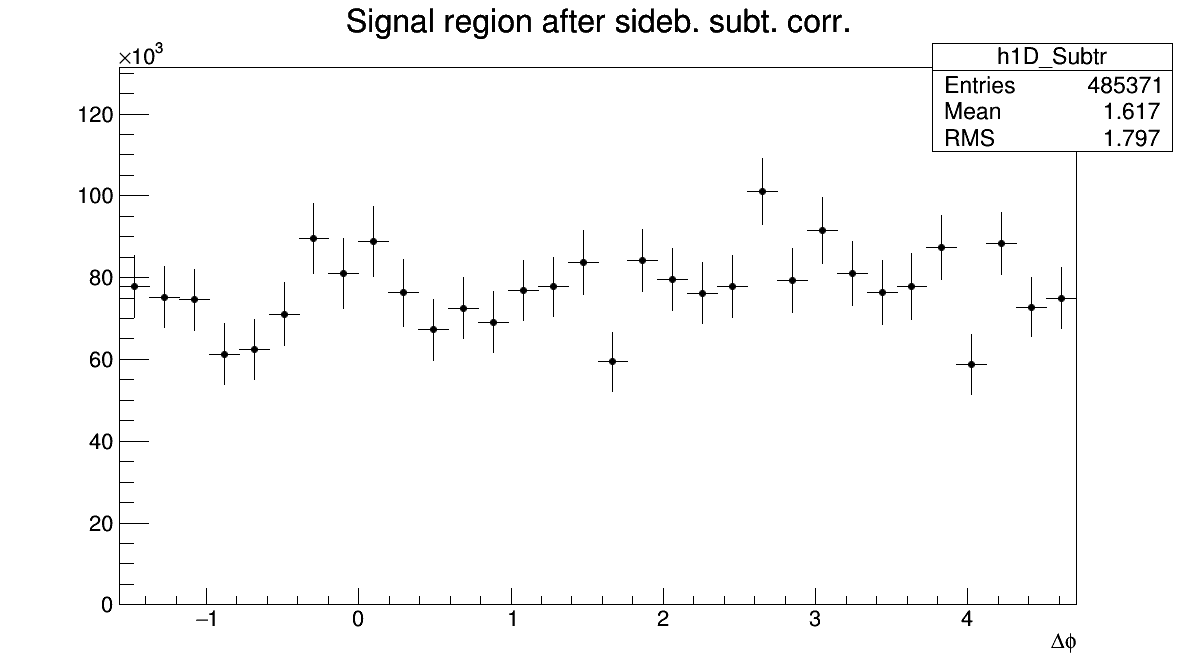 Signal region after sideb. subt. corr.
×10³
h1D_Subtr
Entries 485371
Mean 1.617
RMS 1.797
120
100
80
60
40
20
0
−1 0 1 2 3 4
Δϕ